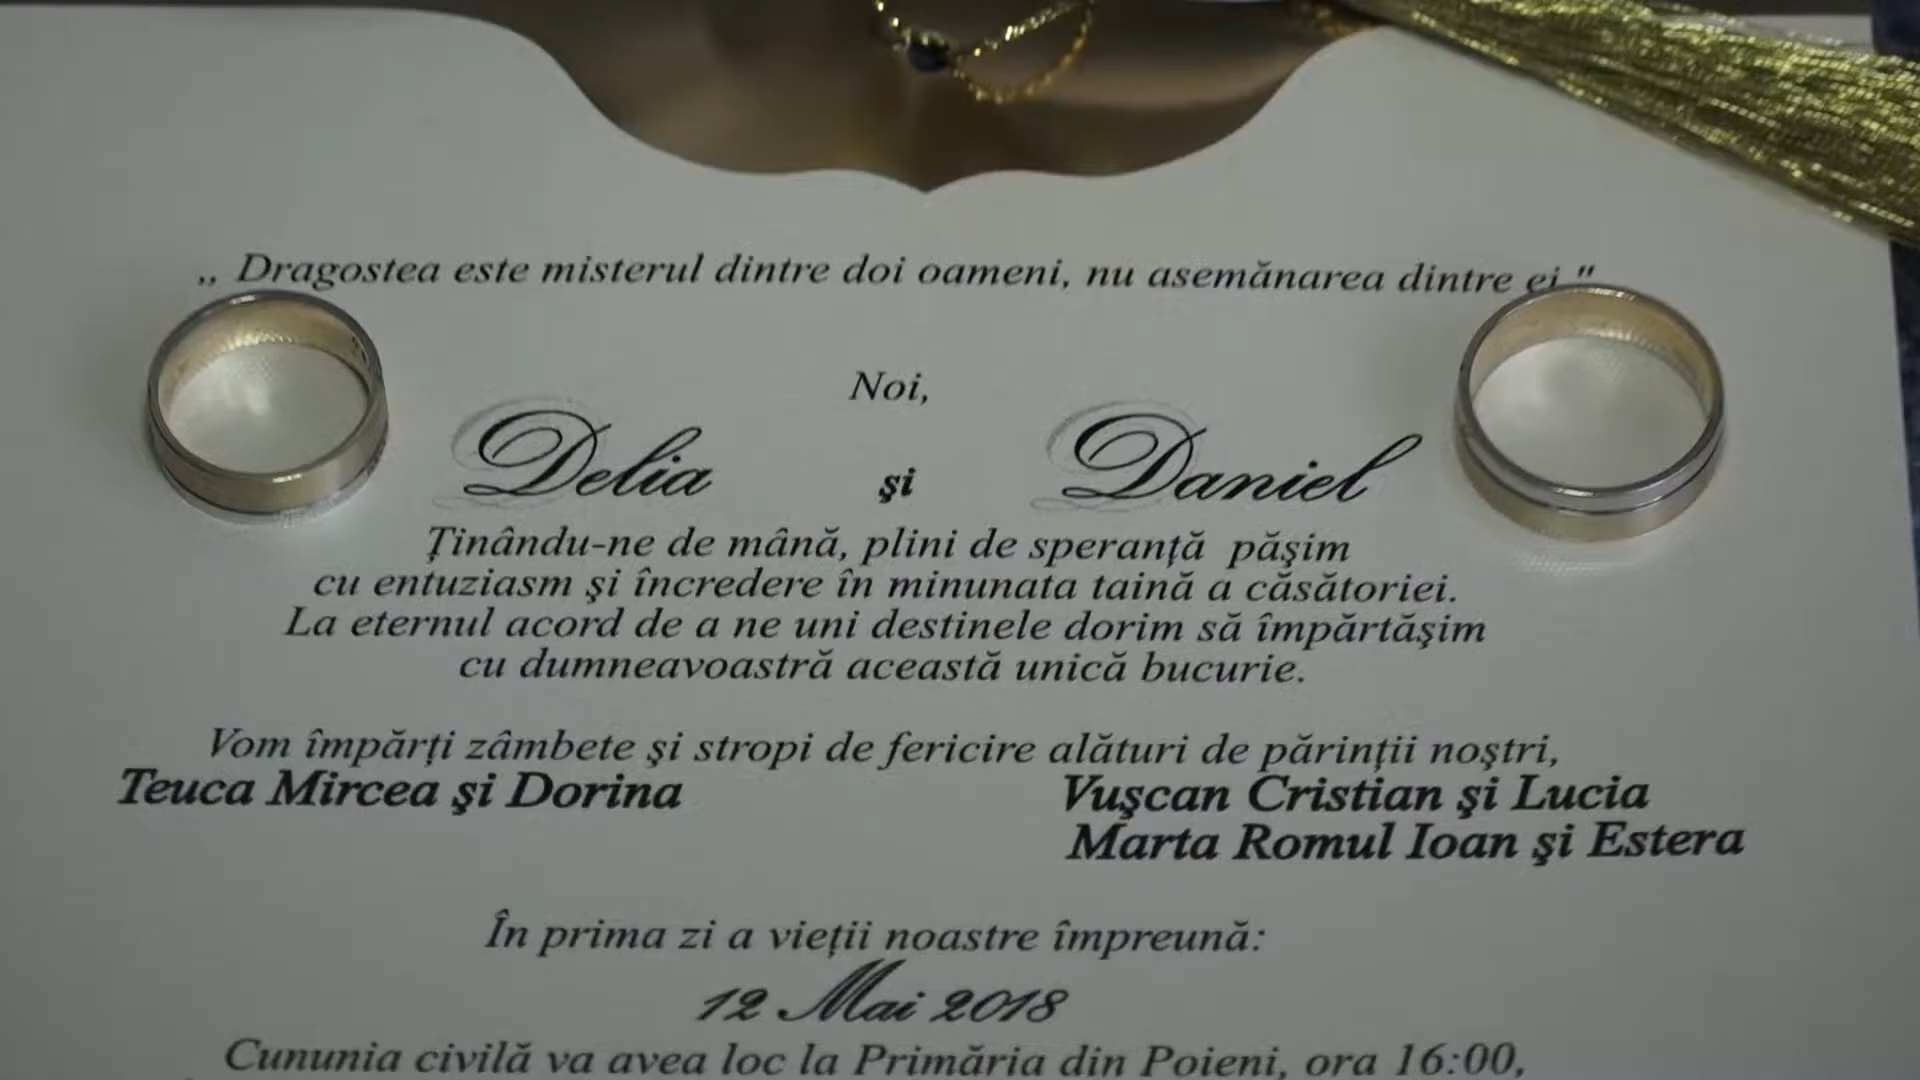 „ Dragostea este misterul dintre doi oameni, nu asemănarea dintre ei "
Noi,
Delia şi Daniel
Ţinându-ne de mână, plini de speranţă păşim
cu entuziasm şi încredere în minunata taină a căsătoriei.
La eternul acord de a ne uni destinele dorim să împărtăşim
cu dumneavoastră această unică bucurie.
Vom împărţi zâmbete şi stropi de fericire alături de părinţii noştri,
Teuca Mircea şi Dorina
Vuşcan Cristian şi Lucia
Marta Romul Ioan şi Estera
În prima zi a vieţii noastre împreună:
12 Mai 2018
Cununia civilă va avea loc la Primăria din Poieni, ora 16:00,